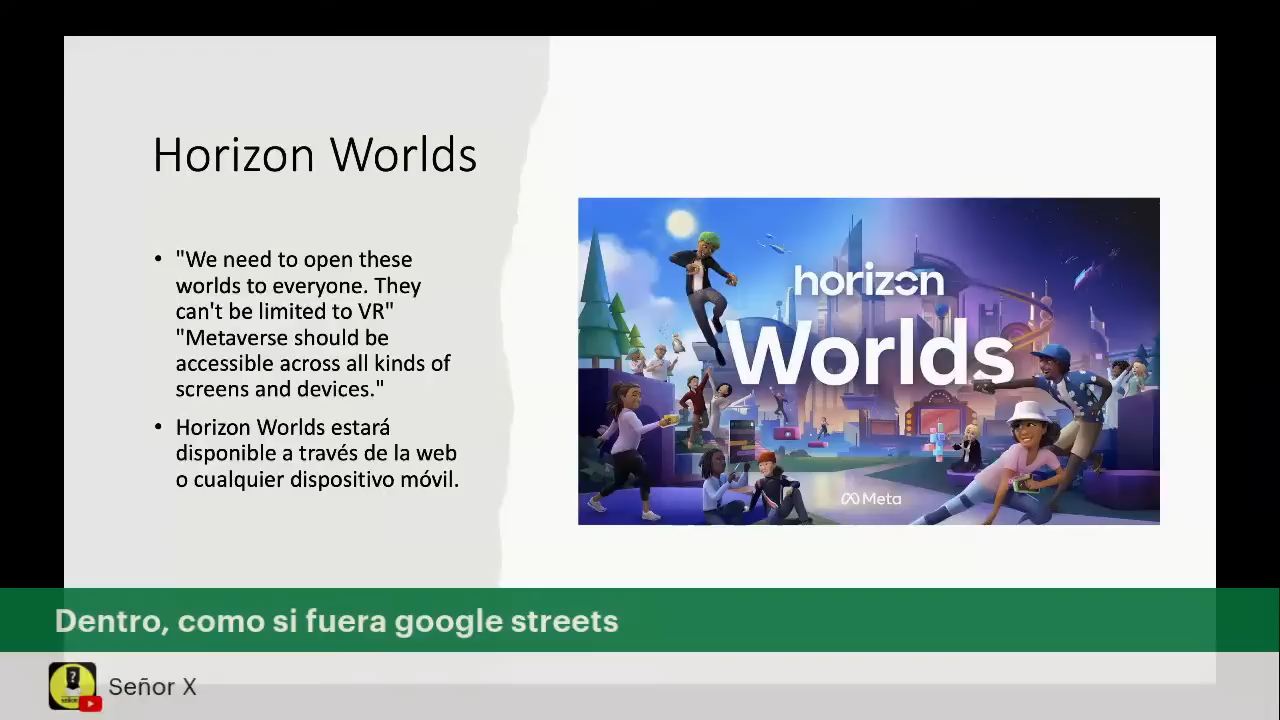 Horizon Worlds
• "We need to open these
worlds to everyone. They
can't be limited to VR"
"Metaverse should be
accessible across all kinds of
screens and devices."
• Horizon Worlds estará
disponible a través de la web
o cualquier dispositivo móvil.
horizon
Worlds
Meta
Dentro, como si fuera google streets
Señor X